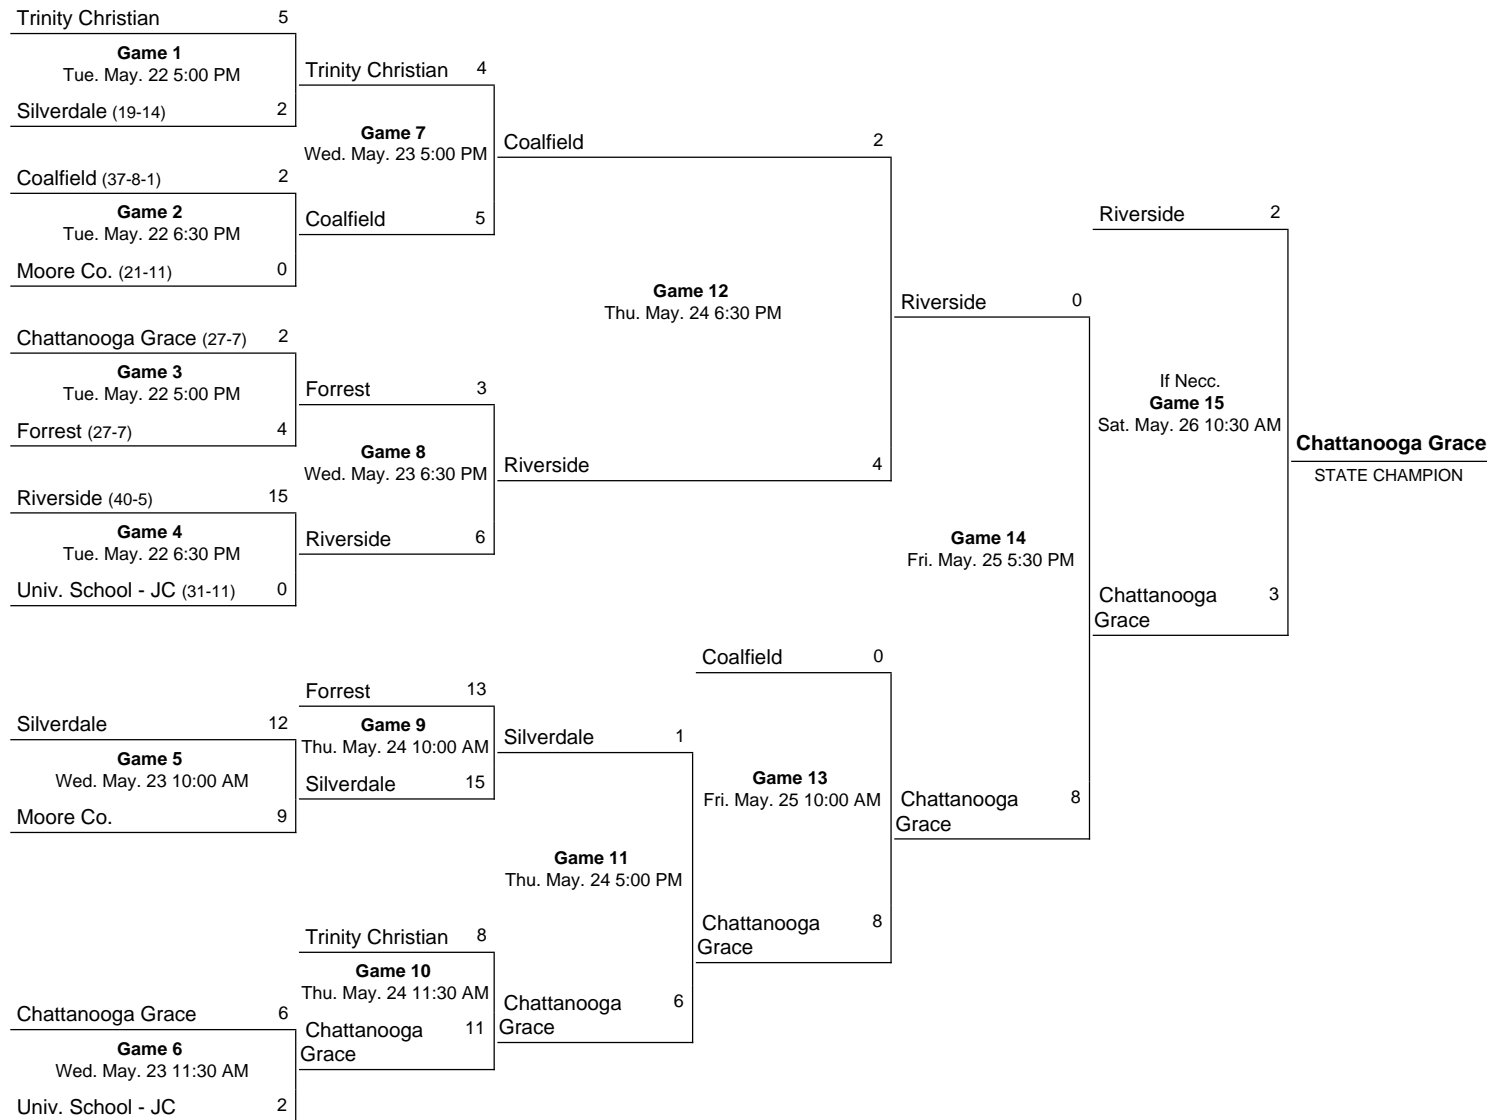 Trinity Christian 5
Game 1
Tue. May. 22 5:00 PM
Silverdale (19-14) 2
Coalfield (37-8-1) 2
Game 2
Tue. May. 22 6:30 PM
Moore Co. (21-11) 0
Chattanooga Grace (27-7) 2
Game 3
Tue. May. 22 5:00 PM
Forrest (27-7) 4
Riverside (40-5) 15
Game 4
Tue. May. 22 6:30 PM
Univ. School - JC (31-11) 0
Silverdale 12
Game 5
Wed. May. 23 10:00 AM
Moore Co. 9
Chattanooga Grace 6
Game 6
Wed. May. 23 11:30 AM
Univ. School - JC 2
Trinity Christian 4
Game 7
Wed. May. 23 5:00 PM
Coalfield 5
Forrest 3
Game 8
Wed. May. 23 6:30 PM
Riverside 6
Forrest 13
Game 9
Thu. May. 24 10:00 AM
Silverdale 15
Trinity Christian 8
Game 10
Thu. May. 24 11:30 AM
Chattanooga 11
Grace
Coalfield 2
Game 12
Thu. May. 24 6:30 PM
Riverside 4
Silverdale 1
Game 11
Thu. May. 24 5:00 PM
Chattanooga 6
Grace
Coalfield 0
Game 13
Fri. May. 25 10:00 AM
Chattanooga 8
Grace
Riverside 0
Game 14
Fri. May. 25 5:30 PM
Chattanooga 8
Grace
Riverside 2
If Necc.
Game 15
Sat. May. 26 10:30 AM
Chattanooga 3
Grace
Chattanooga Grace
STATE CHAMPION